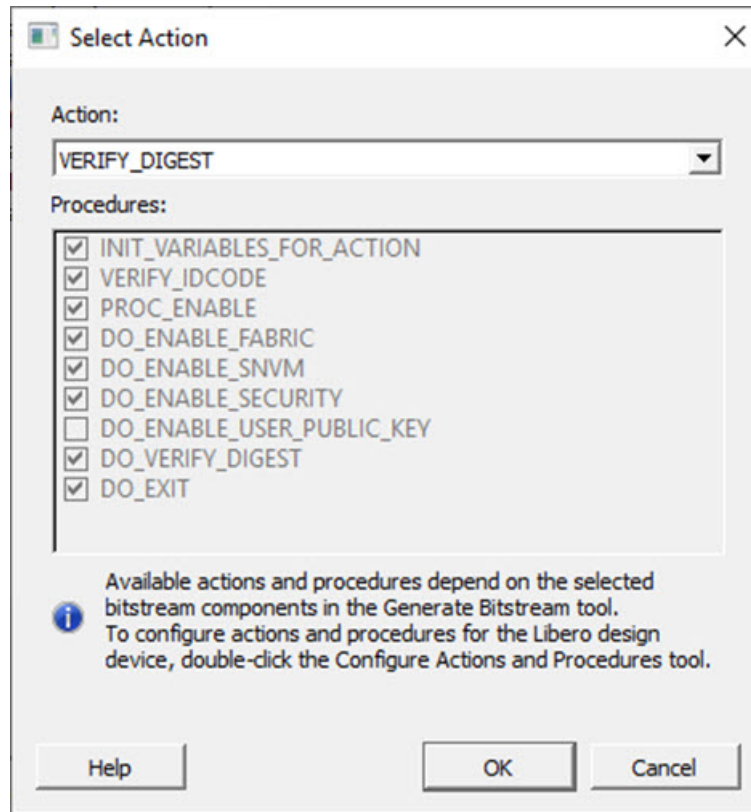 Select Action
Action:
VERIFY_DIGEST
Procedures:
INIT_VARIABLES_FOR_ACTION
VERIFY_IDCODE
PROC_ENABLE
DO_ENABLE_FABRIC
DO_ENABLE_SNVM
DO_ENABLE_SECURITY
DO_ENABLE_USER_PUBLIC_KEY
DO_VERIFY_DIGEST
DO_EXIT
Available actions and procedures depend on the selected
bitstream components in the Generate Bitstream tool.
To configure actions and procedures for the Libero design
device, double-click the Configure Actions and Procedures tool.
Help OK Cancel